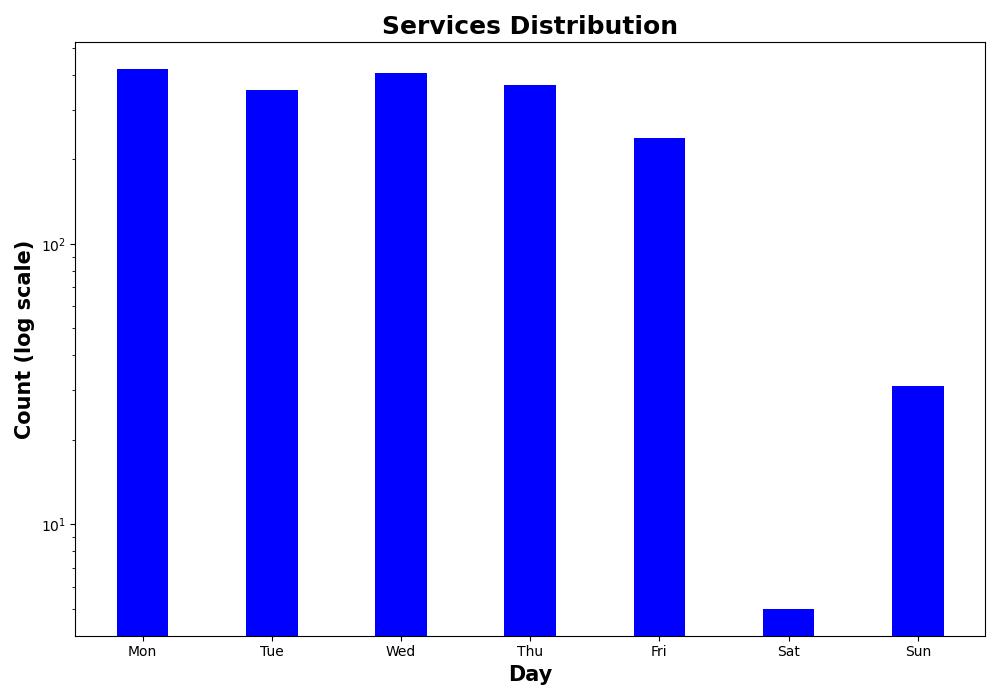 Services Distribution
Count (log scale)
10²
10¹
Mon Tue Wed Thu Fri Sat Sun
Day